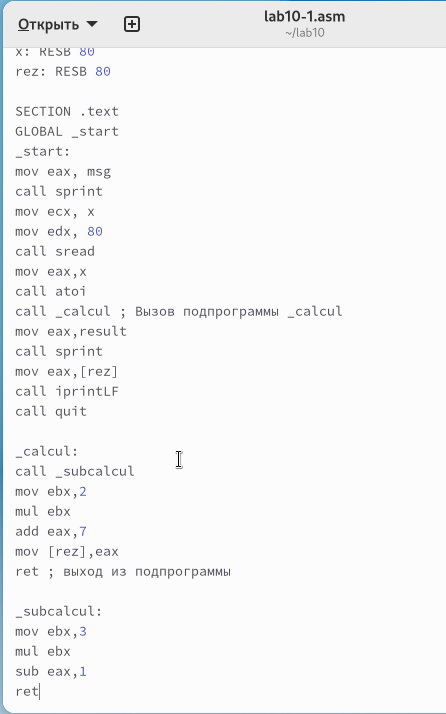 Открыть
lab10-1.asm
~/lab10
x: RESB 80
rez: RESB 80
SECTION .text
GLOBAL _start
_start:
mov eax, msg
call sprint
mov ecx, x
mov edx, 80
call sread
mov eax,x
call atoi
call _calcul ; Вызов подпрограммы _calcul
mov eax,result
call sprint
mov eax,[rez]
call iprintLF
call quit
_calcul:
call _subcalcul
mov ebx,2
mul ebx
add eax,7
mov [rez],eax
ret ; выход из подпрограммы
_subcalcul:
mov ebx,3
mul ebx
sub eax,1
ret